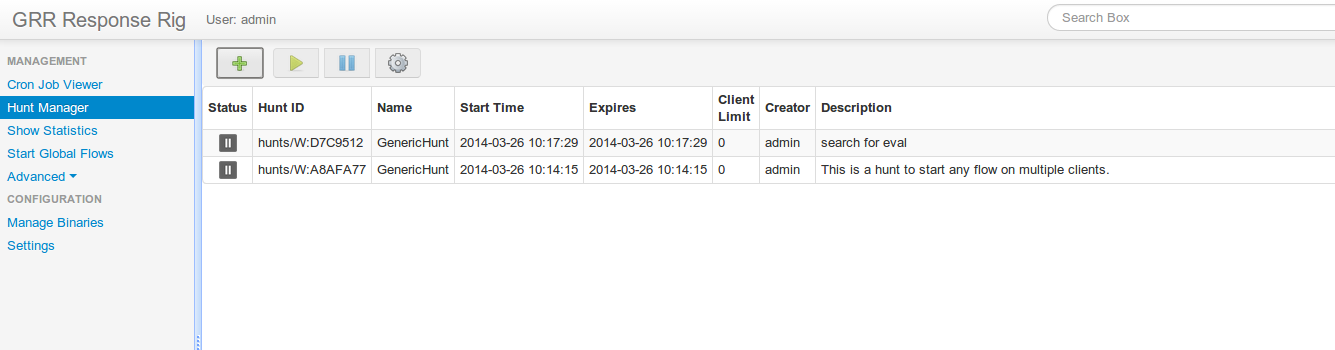 GRR Response Rig User: admin Search Box
MANAGEMENT
Cron Job Viewer
Hunt Manager
Show Statistics
Start Global Flows
Advanced
CONFIGURATION
Manage Binaries
Settings
Status Hunt ID Name Start Time Expires Client Limit Creator Description
hunts/W:D7C9512 GenericHunt 2014-03-26 10:17:29 2014-03-26 10:17:29 0 admin search for eval
hunts/W:A8AFA77 GenericHunt 2014-03-26 10:14:15 2014-03-26 10:14:15 0 admin This is a hunt to start any flow on multiple clients.